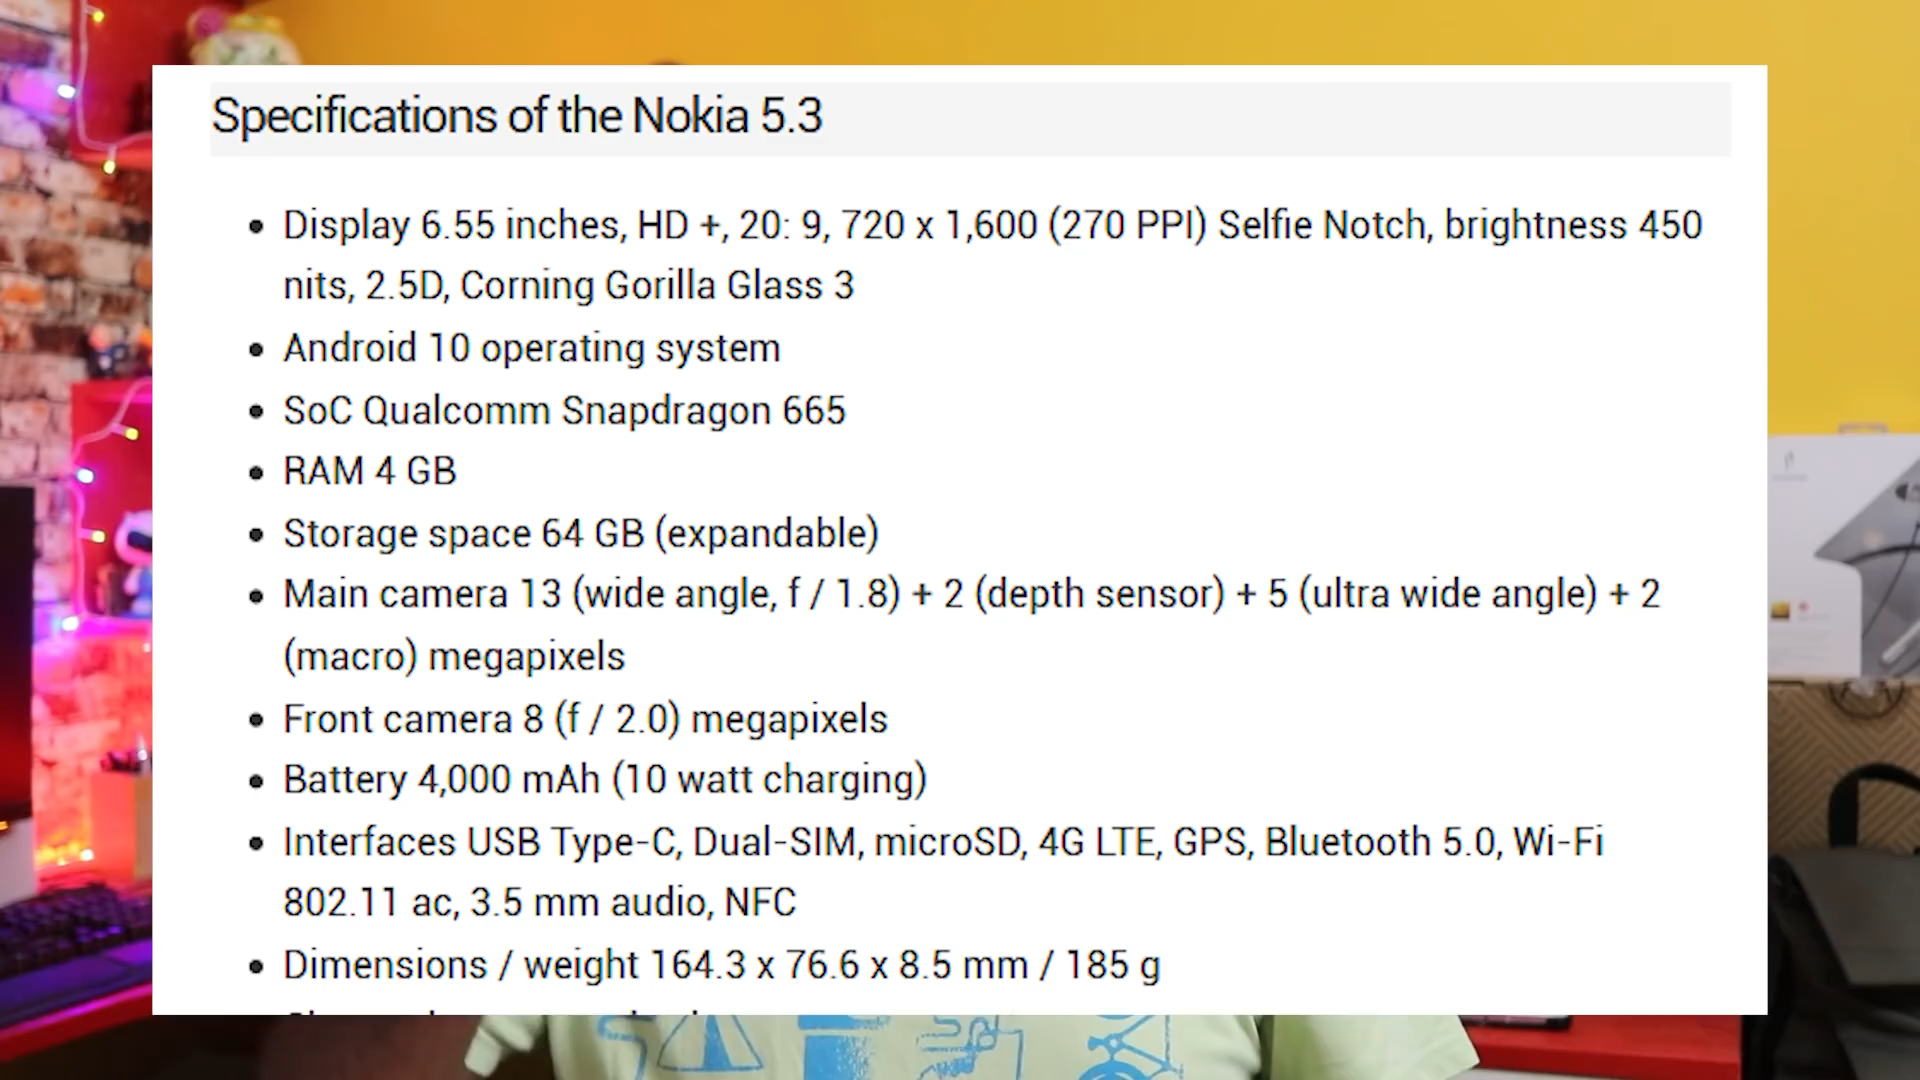 Specifications of the Nokia 5.3
Display 6.55 inches, HD +, 20: 9, 720 x 1,600 (270 PPI) Selfie Notch, brightness 450
nits, 2.5D, Corning Gorilla Glass 3
Android 10 operating system
SoC Qualcomm Snapdragon 665
RAM 4 GB
Storage space 64 GB (expandable)
Main camera 13 (wide angle, f / 1.8) + 2 (depth sensor) + 5 (ultra wide angle) + 2
(macro) megapixels
Front camera 8 (f / 2.0) megapixels
Battery 4,000 mAh (10 watt charging)
Interfaces USB Type-C, Dual-SIM, microSD, 4G LTE, GPS, Bluetooth 5.0, Wi-Fi
802.11 ac, 3.5 mm audio, NFC
Dimensions / weight 164.3 x 76.6 x 8.5 mm / 185 g